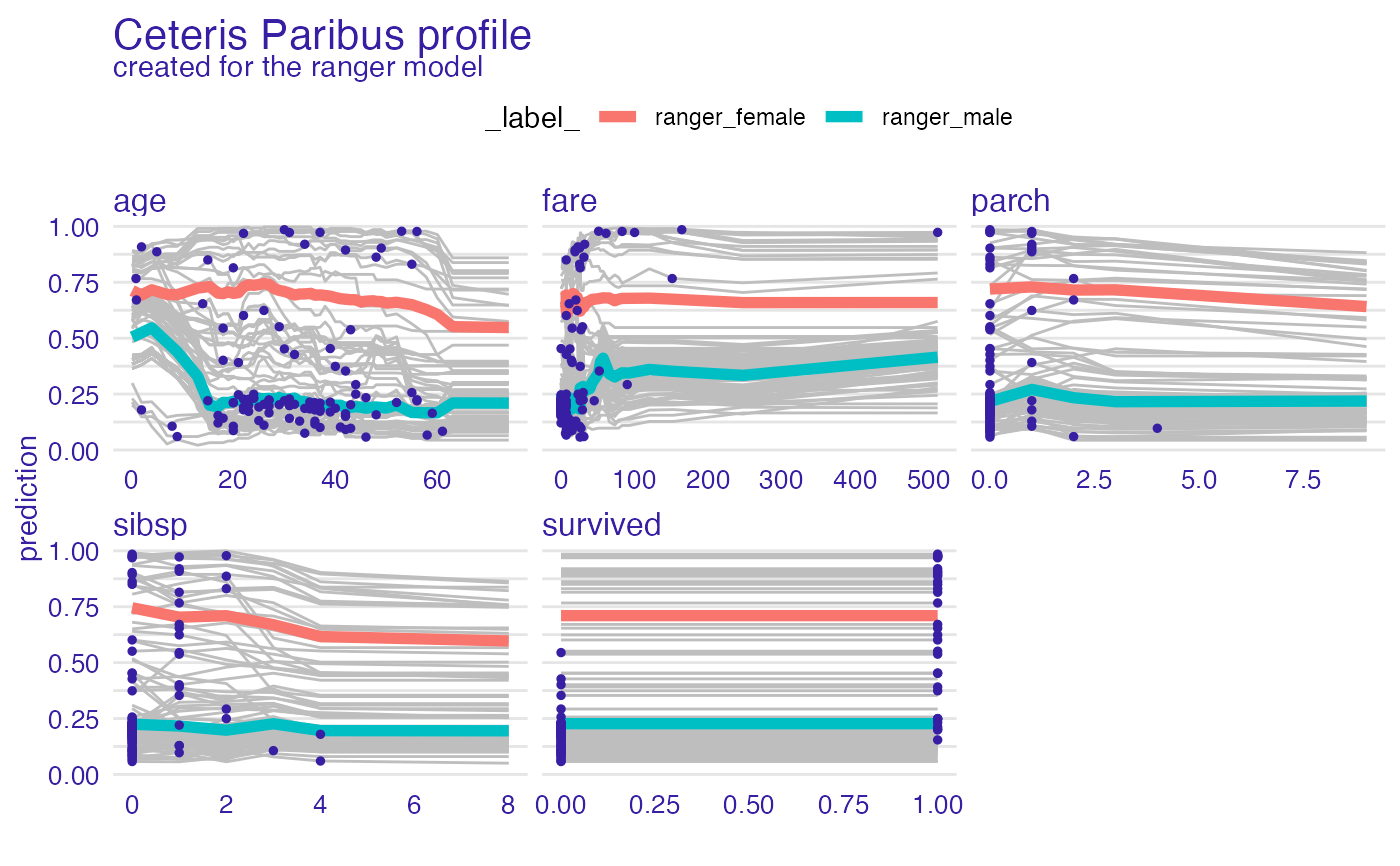 Ceteris Paribus profile
created for the ranger model
_label_ ranger_female ranger_male
age fare parch
1.00
0.75
0.50
0.25
0.00
0 20 40 60 0 100 200 300 400 500 0.0 2.5 5.0 7.5
prediction
sibsp survived
1.00
0.75
0.50
0.25
0.00
0 2 4 6 8 0.00 0.25 0.50 0.75 1.00